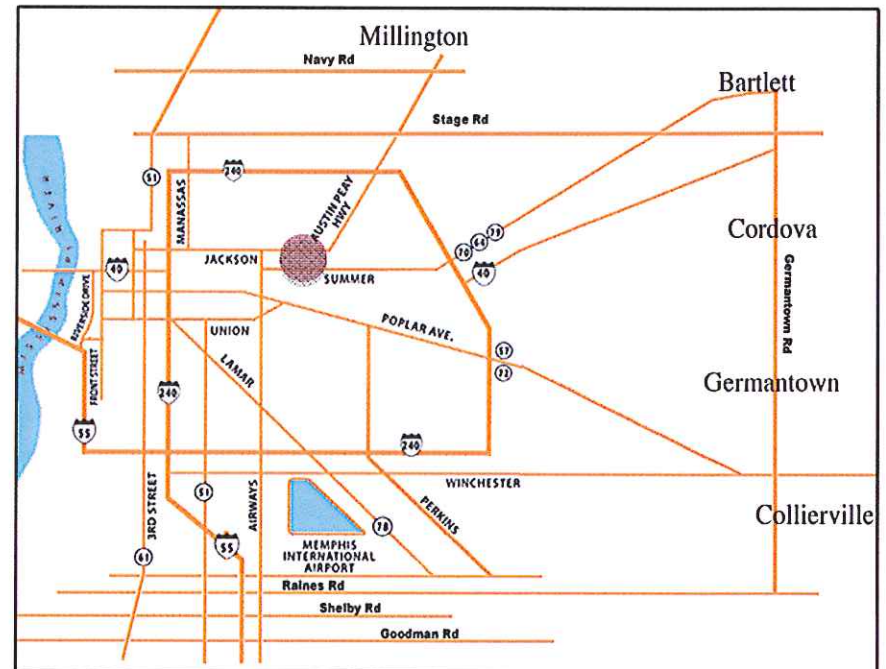 Millington
Navy Rd
Bartlett
Stage Rd
51
MANASSAS
240
AUSTIN PEAY
HWY
MISSISSIPPI RIVER
70
64
79
Cordova
JACKSON
40
SUMMER
40
RIVERSIDE DRIVE
Germantown Rd
UNION
POPLAR AVE.
57
72
FRONT STREET
LAMAR
Germantown
240
55
240
WINCHESTER
51
3RD STREET
AIRWAYS
PERKINS
Collierville
78
55
MEMPHIS
INTERNATIONAL
AIRPORT
61
Raines Rd
Shelby Rd
Goodman Rd